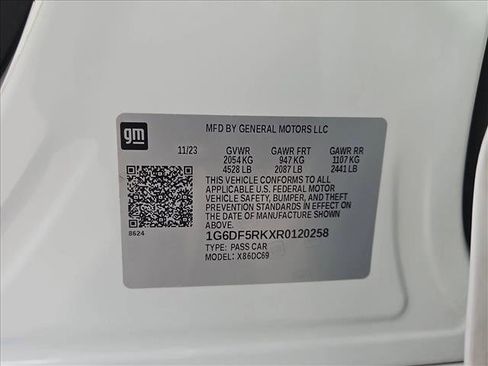 gm
MFD BY GENERAL MOTORS LLC
11/23 GVWR GAWR FRT GAWR RR
2054 KG 947 KG 1107 KG
4528 LB 2087 LB 2441 LB
THIS VEHICLE CONFORMS TO ALL
APPLICABLE U.S. FEDERAL MOTOR
VEHICLE SAFETY, BUMPER, AND THEFT
PREVENTION STANDARDS IN EFFECT ON
THE DATE OF MANUFACTURE SHOWN
ABOVE.
8624
1G6DF5RKXR0120258
TYPE: PASS CAR
MODEL: X86DC69